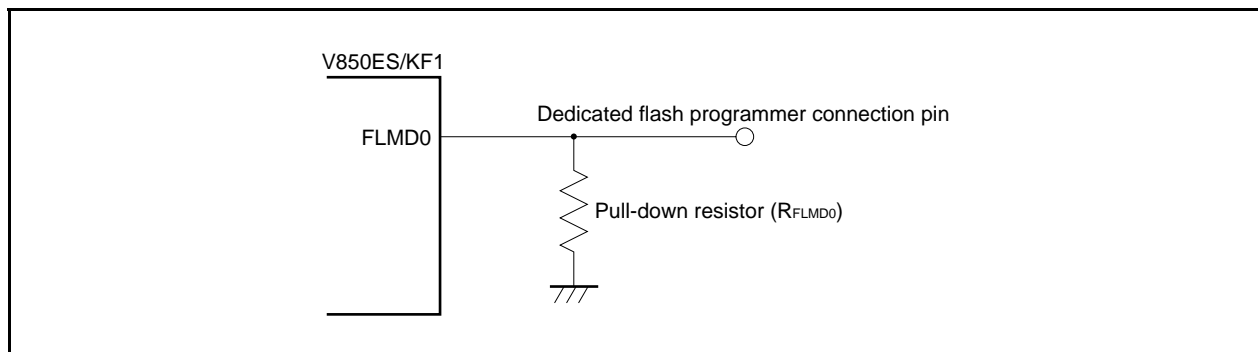 V850ES/KF1
Dedicated flash programmer connection pin
FLMD0
Pull-down resistor (RFLMD0)